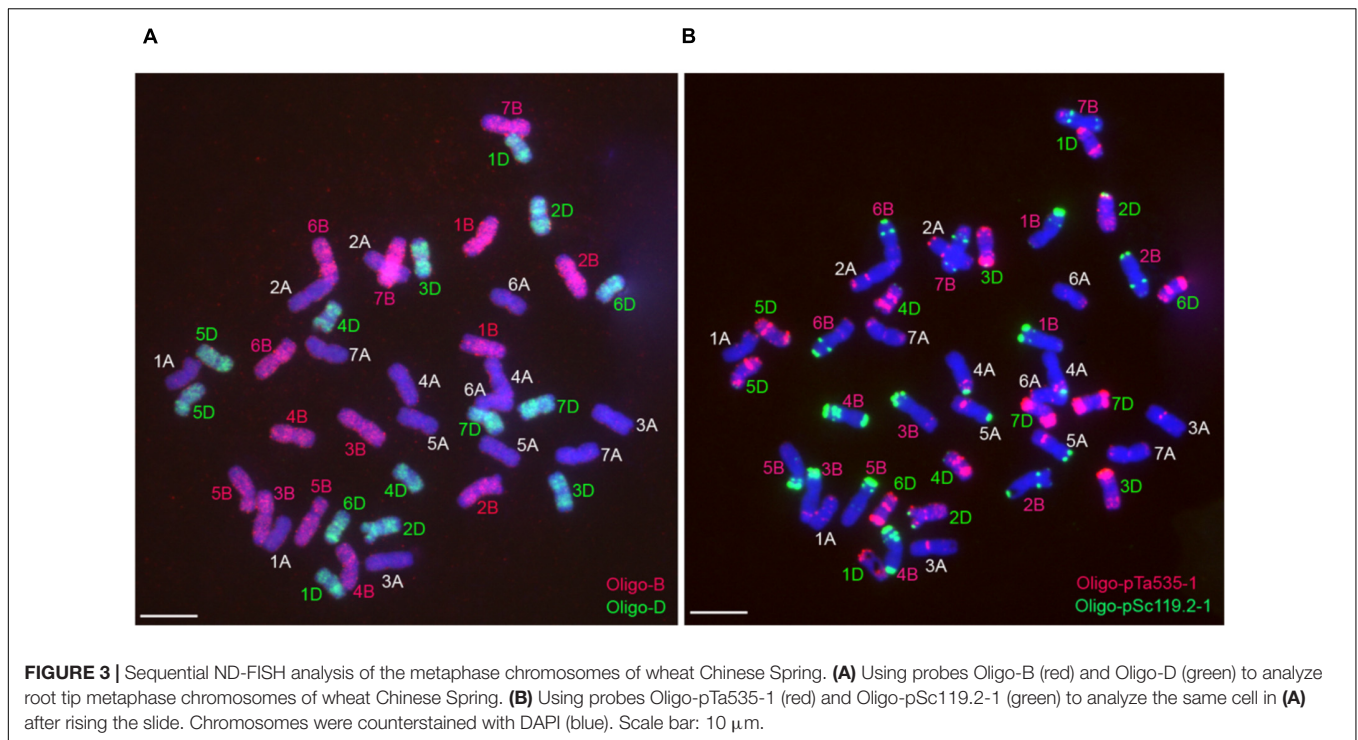 A
B
7B
1D
6B
2A
1B
2D
2A
7B
3D
2B
6A
6D
5D
4D
1A
6B
7A
1B
4A
5D
6A
4A
7D
7D
3A
4B
3B
5A
5A
7A
5B
3B
5B
4D
6D
2B
3D
2D
1A
1D
4B
3A
Oligo-B
Oligo-D
7B
1D
6B
2A
1B
2D
2A
7B
3D
2B
6A
6D
5D
4D
1A
6B
7A
1B
4A
5D
6A
4A
7D
7D
3A
4B
3B
5A
5A
7A
5B
3B
5B
4D
6D
2B
3D
2D
1A
1D
4B
3A
Oligo-pTa535-1
Oligo-pSc119.2-1
FIGURE 3 | Sequential ND-FISH analysis of the metaphase chromosomes of wheat Chinese Spring. (A) Using probes Oligo-B (red) and Oligo-D (green) to analyze
root tip metaphase chromosomes of wheat Chinese Spring. (B) Using probes Oligo-pTa535-1 (red) and Oligo-pSc119.2-1 (green) to analyze the same cell in (A)
after rising the slide. Chromosomes were counterstained with DAPI (blue). Scale bar: 10 μm.